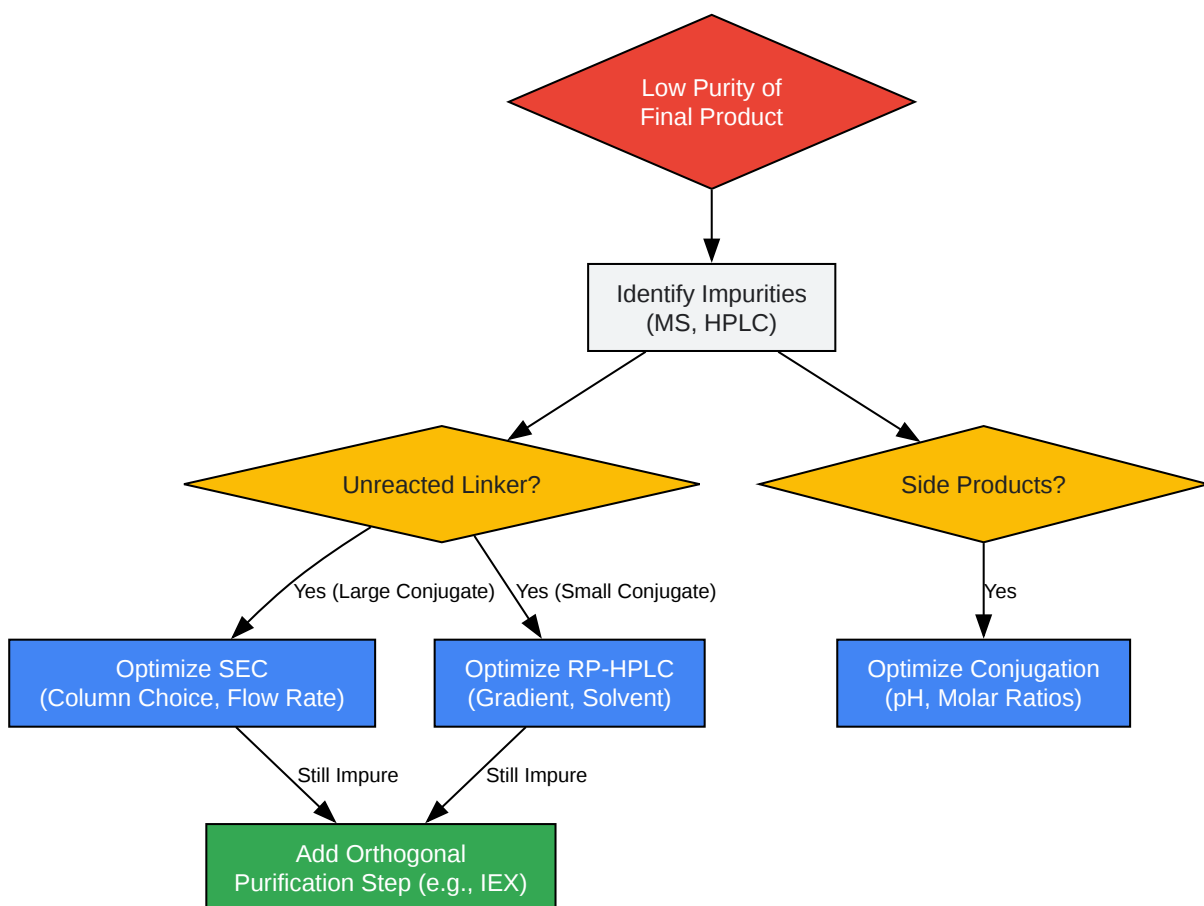 Low Purity of
Final Product
Identify Impurities
(MS, HPLC)
Unreacted Linker?
Side Products?
Yes (Large Conjugate)
Yes (Small Conjugate)
Yes
Optimize SEC
(Column Choice, Flow Rate)
Optimize RP-HPLC
(Gradient, Solvent)
Optimize Conjugation
(pH, Molar Ratios)
Still Impure
Still Impure
Add Orthogonal
Purification Step (e.g., IEX)